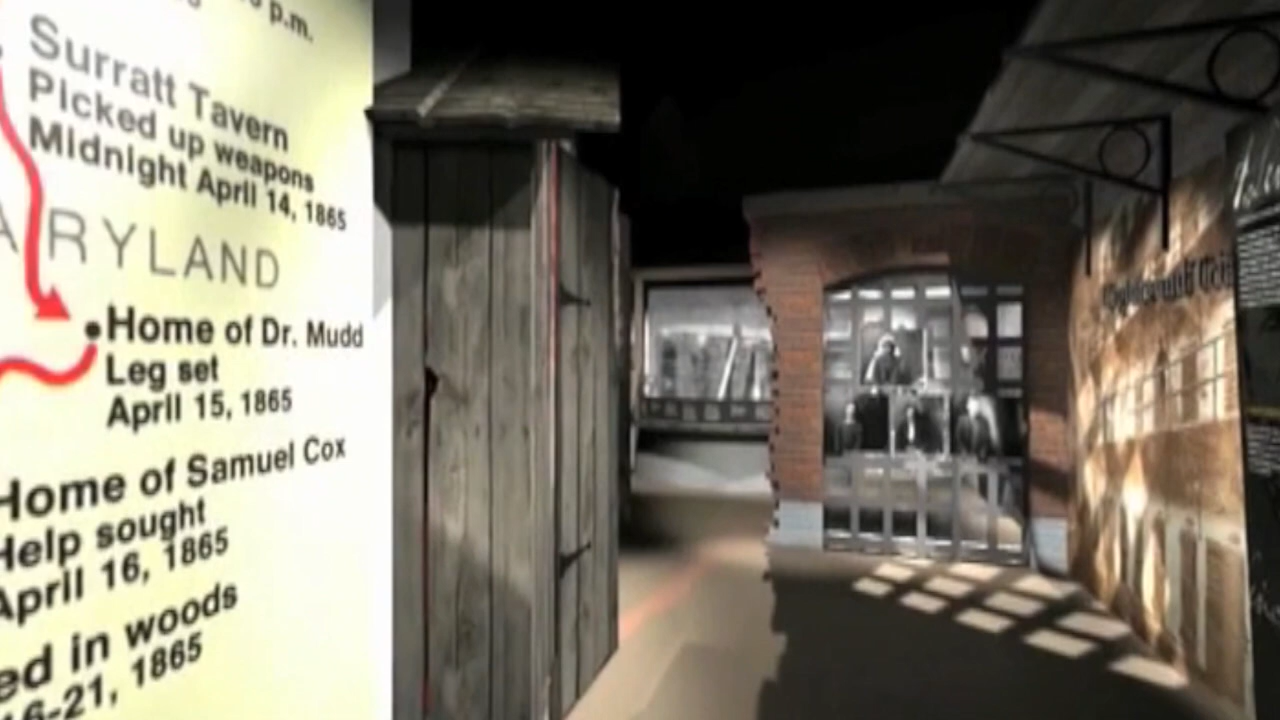 p.m.
Surratt Tavern
Picked up weapons
Midnight April 14, 1865
ARYLAND
Home of Dr. Mudd
Leg set
April 15, 1865
Home of Samuel Cox
Help sought
April 16, 1865
ed in woods
16-21, 1865